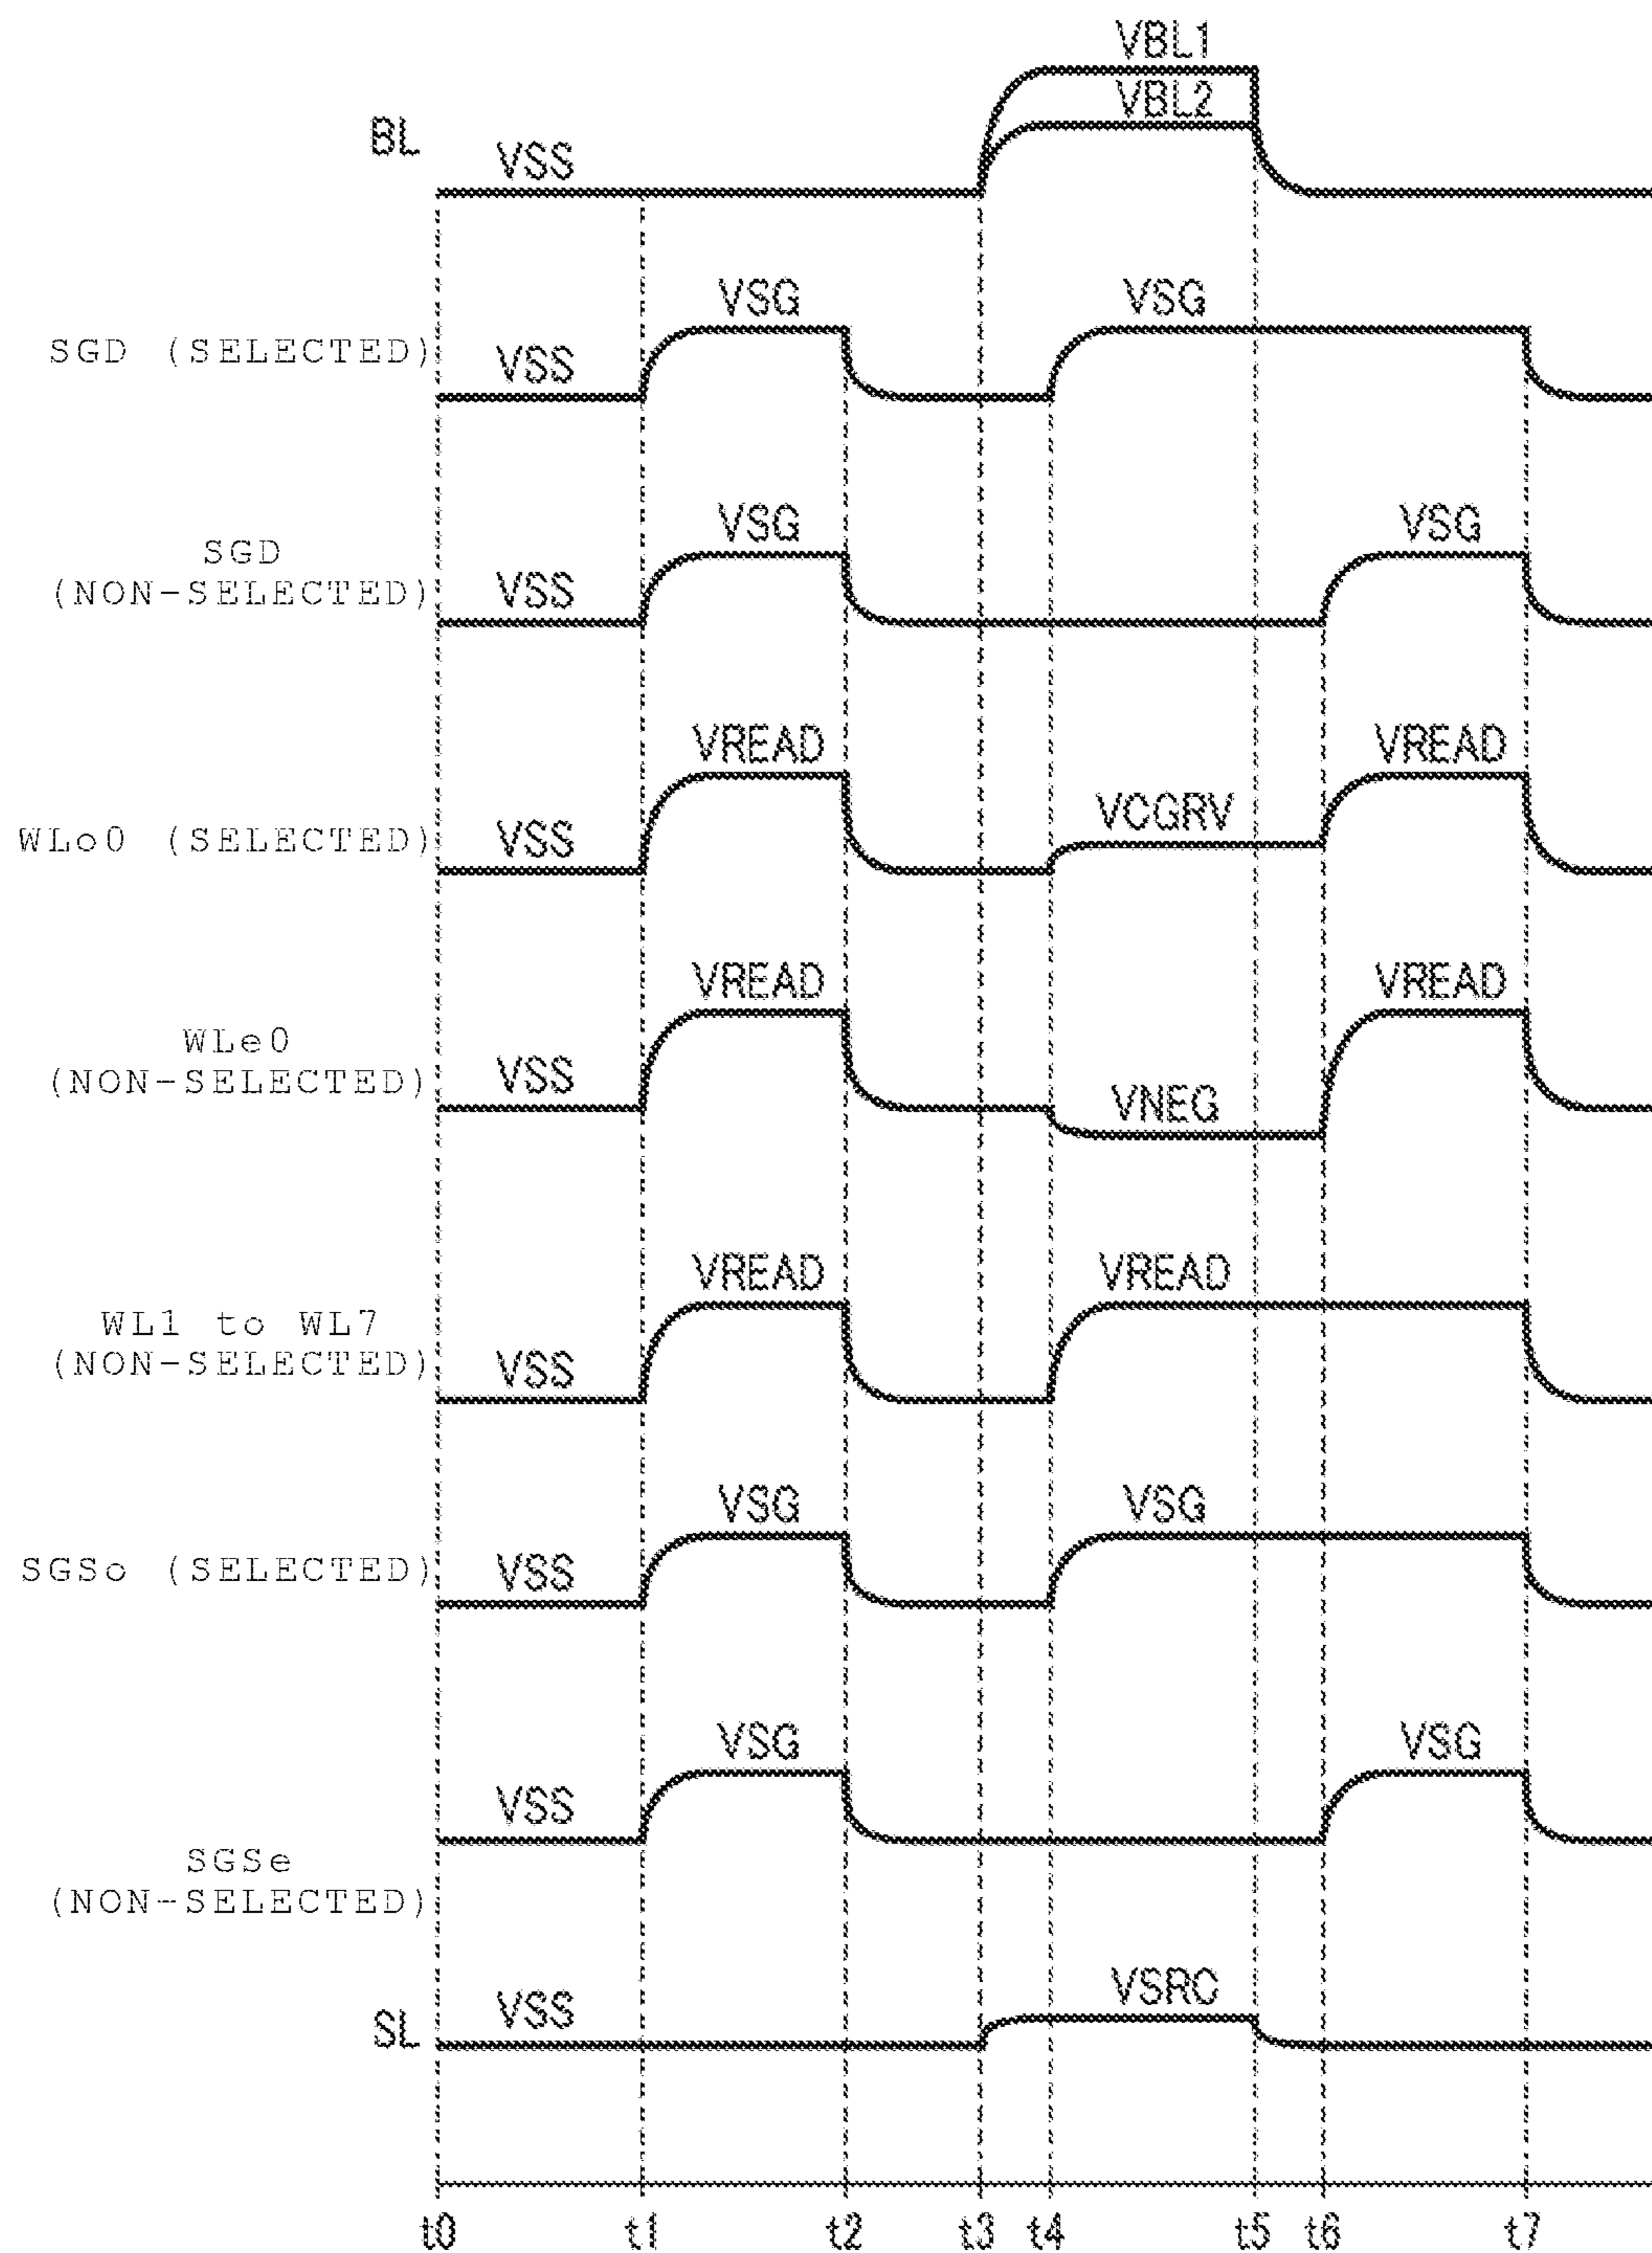 VBL1
VBL2
BL
VSS
VSG
VSG
SGD (SELECTED)
VSS
VSG
VSG
SGD
(NON-SELECTED)
VSS
VREAD
VREAD
VCGRV
WLo0 (SELECTED)
VSS
VREAD
VREAD
WLe0
(NON-SELECTED)
VSS
VNEG
VREAD
VREAD
WL1 to WL7
(NON-SELECTED)
VSS
VSG
VSG
SGSo (SELECTED)
VSS
VSG
VSG
VSS
SGSe
(NON-SELECTED)
VSRC
SL
VSS
t0 t1 t2 t3 t4 t5 t6 t7